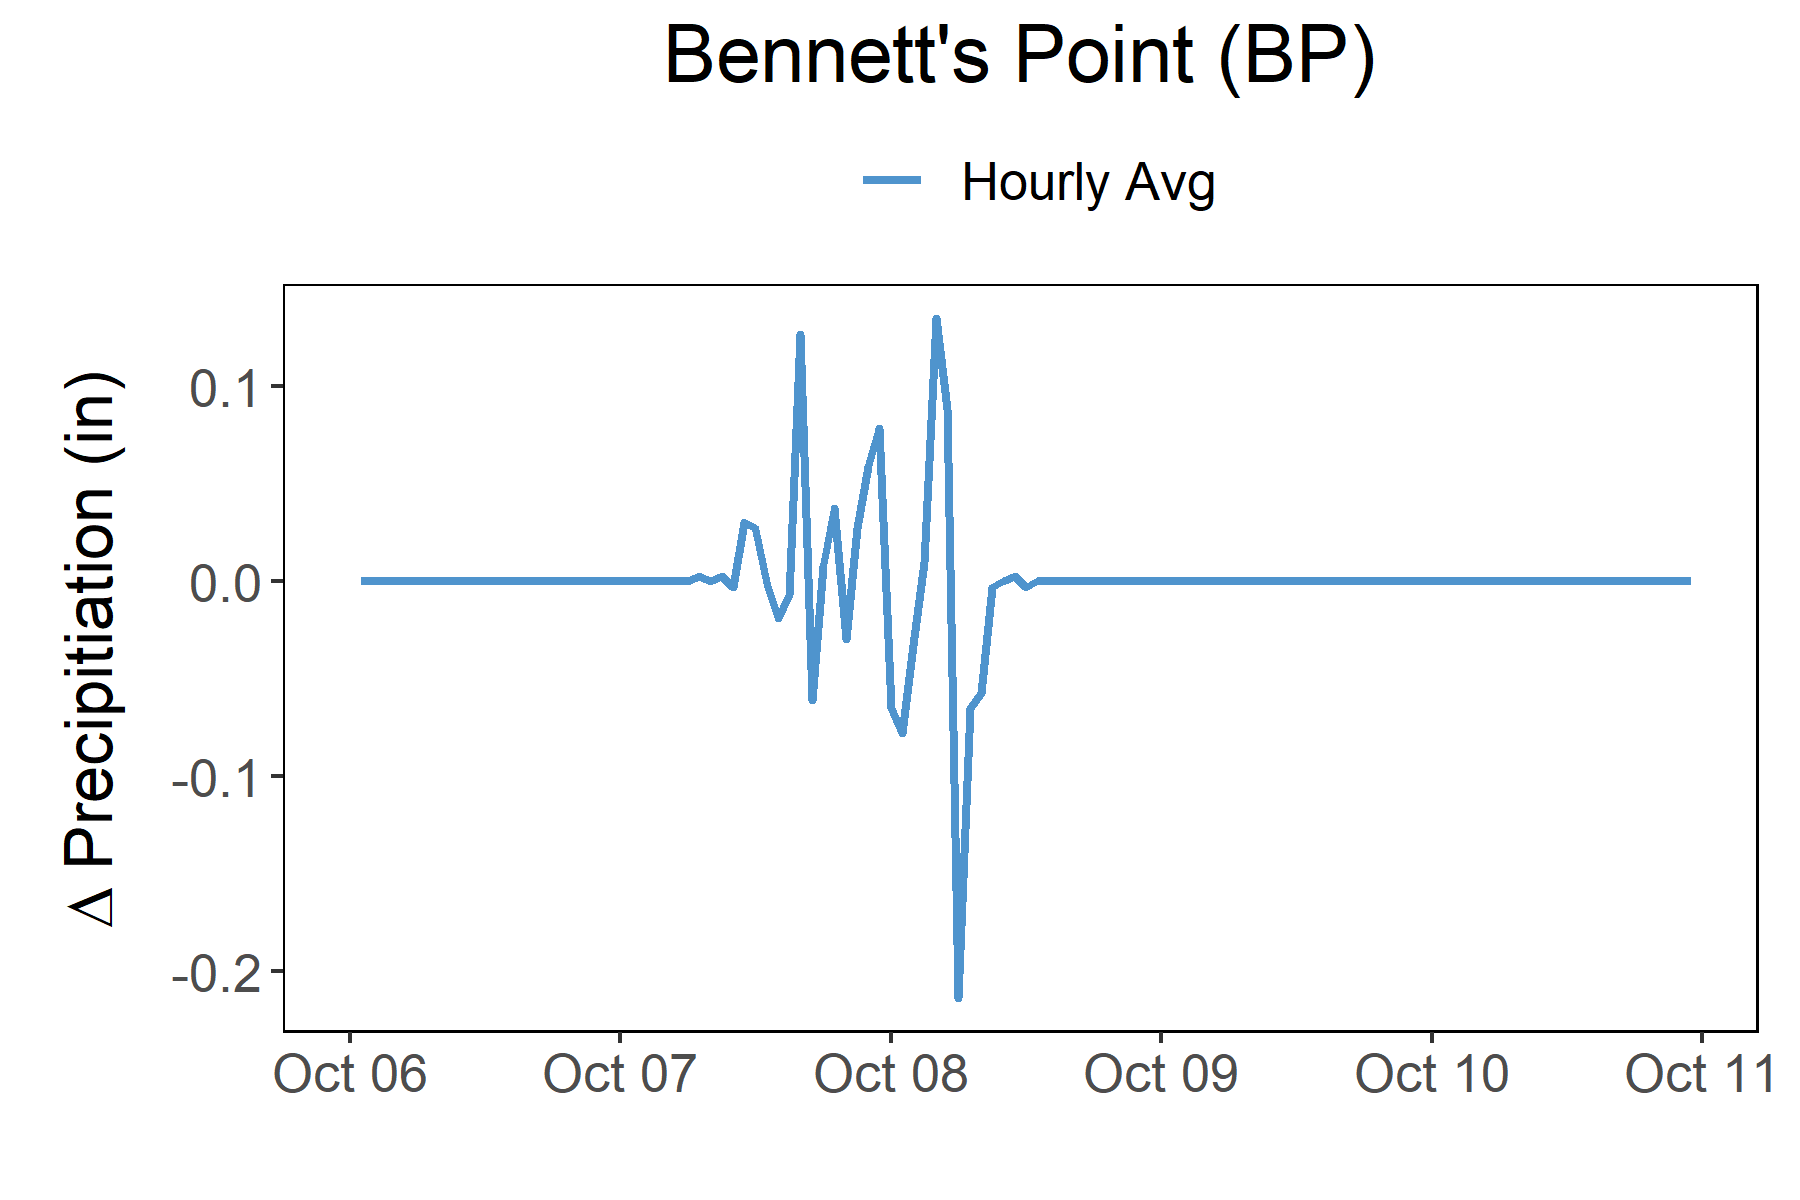 Bennett's Point (BP)
Hourly Avg
Δ Precipitiation (in)
0.1
0.0
-0.1
-0.2
Oct 06
Oct 07
Oct 08
Oct 09
Oct 10
Oct 11